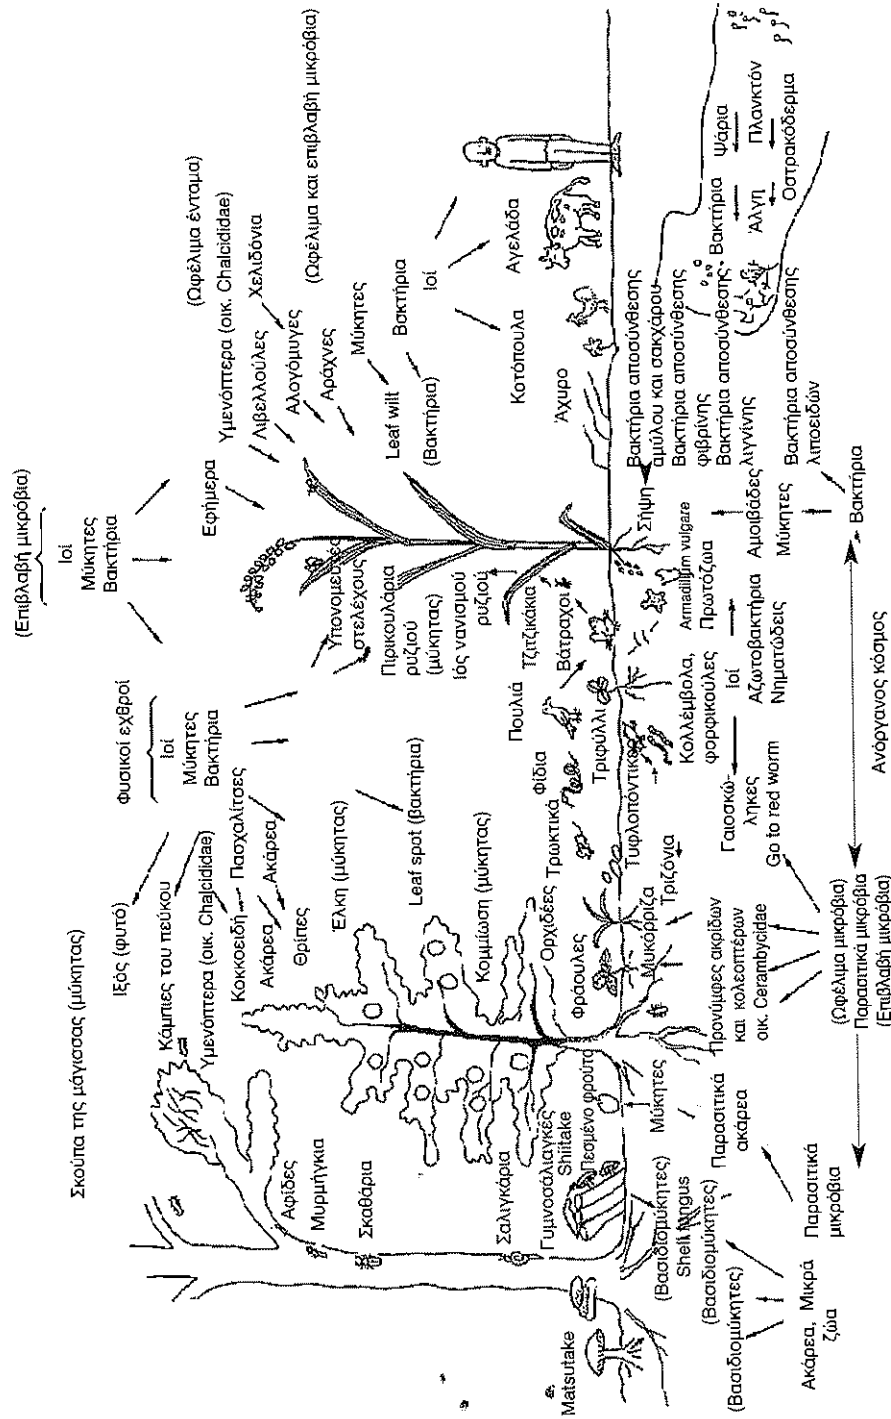 Σκούπα της μάγισσας (μύκητας)
Ιξός (φυτό)
Κάμπιες του πεύκου
Υμενόπτερα (οικ. Chalcididae)
Κοκκοειδή
Πασχαλίτσες
Ακάρεα
Ακάρεα
Θρίπες
Φυσικοί εχθροί
Ιοί
Μύκητες
Βακτήρια
(Επιβλαβή μικρόβια)
Ιοί
Μύκητες
Βακτήρια
Εφήμερα
(Ωφέλιμα έντομα)
Υμενόπτερα (οικ. Chalcididae)
Λιβελλούλες
Χελιδόνια
Αλογόμυγες
Αράχνες
(Ωφέλιμα και επιβλαβή μικρόβια)
Μύκητες
Leaf wilt
Βακτήρια
(Βακτήρια)
Ιοί
Αφίδες
Μυρμήγκια
Σκαθάρια
Σαλιγκάρια
Γυμνοσάλιαγκες
Shiitake
Πεσμένο φρούτο
Έλκη (μύκητας)
Leaf spot (βακτήρια)
Κομμίωση (μύκητας)
Ορχιδέες
Φράουλες
Τρωκτικά
Φίδια
Πουλιά
Τριφύλλι
Υπονομευτές
στελέχους
Πιρικουλάρια
ρυζιού
(μύκητας)
Ιός νανισμού
ρυζιού
Τζιτζικάκια
Βάτραχοι
Κοτόπουλα
Αγελάδα
Άχυρο
Matsutake
(Βασιδιομύκητες)
Shelf fungus
(Βασιδιομύκητες)
(Βασιδιομύκητες)
Ακάρεα, Μικρά
ζώα
Μύκητες
Παρασιτικά
ακάρεα
Παρασιτικά
μικρόβια
Μυκόρριζα
Τριζόνια
Προνύμφες ακρίδων
και κολεοπτέρων
οικ. Cerambycidae
(Ωφέλιμα μικρόβια)
Παρασιτικά μικρόβια
(Επιβλαβή μικρόβια)
Τυφλοπόντικες
Γαιοσκώ-
ληκες
Go to red worm
Κολλέμβολα,
φορφικούλες
Ιοί
Αζωτοβακτήρια
Νηματώδεις
Armadillium vulgare
Πρωτόζωα
Σήψη
Αμοιβάδες
Μύκητες
Βακτήρια
Ανόργανος κόσμος
Βακτήρια αποσύνθεσης
αμύλου και σακχάρου
Βακτήρια αποσύνθεσης
φιβρίνης
Βακτήρια αποσύνθεσης
λιγνίνης
Βακτήρια αποσύνθεσης
λιποειδών
Βακτήρια
Ψάρια
Άλγη
Πλανκτόν
Οστρακόδερμα